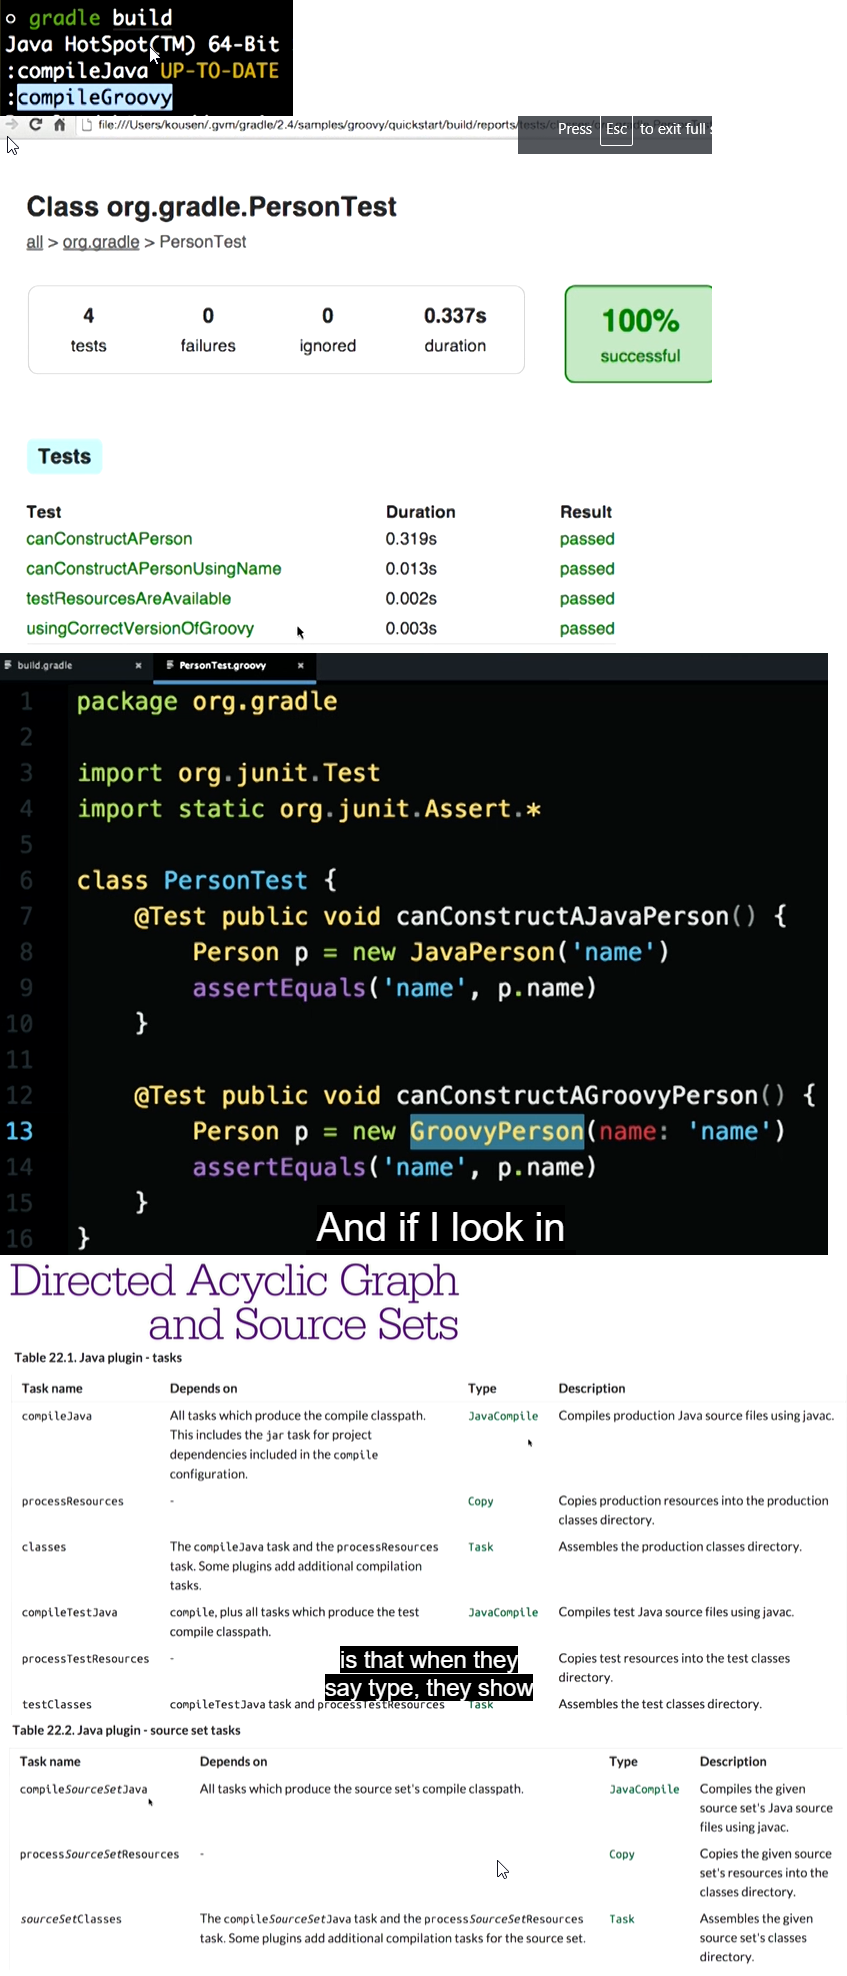 gradle build
Java HotSpot(TM) 64-Bit
:compileJava UP-TO-DATE
:compileGroovy
file:///Users/kousen/.gvm/gradle/2.4/samples/groovy/quickstart/build/reports/tests/
Press Esc to exit full
Class org.gradle.PersonTest
all > org.gradle > PersonTest
4 0 0 0.337s
tests failures ignored duration
100%
successful
Tests
Test Duration Result
canConstructAPerson 0.319s passed
canConstructAPersonUsingName 0.013s passed
testResourcesAreAvailable 0.002s passed
usingCorrectVersionOfGroovy 0.003s passed
build.gradle × PersonTest.groovy ×
1 package org.gradle
2
3 import org.junit.Test
4 import static org.junit.Assert.*
5
6 class PersonTest {
7 @Test public void canConstructAJavaPerson() {
8 Person p = new JavaPerson('name')
9 assertEquals('name', p.name)
10 }
11
12 @Test public void canConstructAGroovyPerson() {
13 Person p = new GroovyPerson(name: 'name')
14 assertEquals('name', p.name)
15 }
16 }
And if I look in
Directed Acyclic Graph
and Source Sets
Table 22.1. Java plugin - tasks
Task name Depends on Type Description
compileJava All tasks which produce the compile classpath. JavaCompile Compiles production Java source files using javac.
This includes the jar task for project
dependencies included in the compile
configuration.
processResources - Copy Copies production resources into the production
classes directory.
classes The compileJava task and the processResources Task Assembles the production classes directory.
task. Some plugins add additional compilation
tasks.
compileTestJava compile, plus all tasks which produce the test JavaCompile Compiles test Java source files using javac.
compile classpath.
processTestResources - Copies test resources into the test classes
directory.
is that when they
say type, they show
testClasses compileTestJava task and processTestResources Task Assembles the test classes directory.
Table 22.2. Java plugin - source set tasks
Task name Depends on Type Description
compileSourceSetJava All tasks which produce the source set's compile classpath. JavaCompile Compiles the given
source set's Java source
files using javac.
processSourceSetResources - Copy Copies the given source
set's resources into the
classes directory.
sourceSetClasses The compileSourceSetJava task and the processSourceSetResources Task Assembles the given
task. Some plugins add additional compilation tasks for the source set. source set's classes
directory.